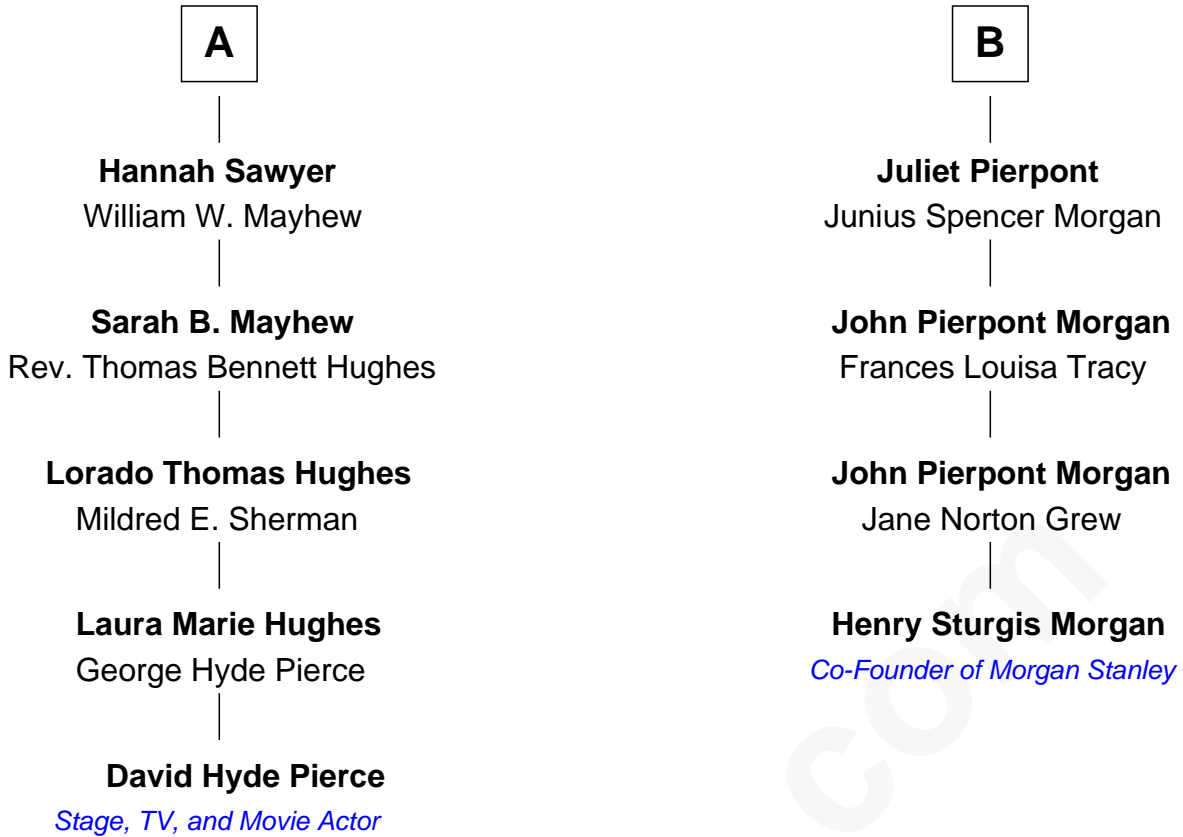 A
Hannah Sawyer
William W. Mayhew
Sarah B. Mayhew
Rev. Thomas Bennett Hughes
Lorado Thomas Hughes
Mildred E. Sherman
Laura Marie Hughes
George Hyde Pierce
David Hyde Pierce
Stage, TV, and Movie Actor
B
Juliet Pierpont
Junius Spencer Morgan
John Pierpont Morgan
Frances Louisa Tracy
John Pierpont Morgan
Jane Norton Grew
Henry Sturgis Morgan
Co-Founder of Morgan Stanley
com